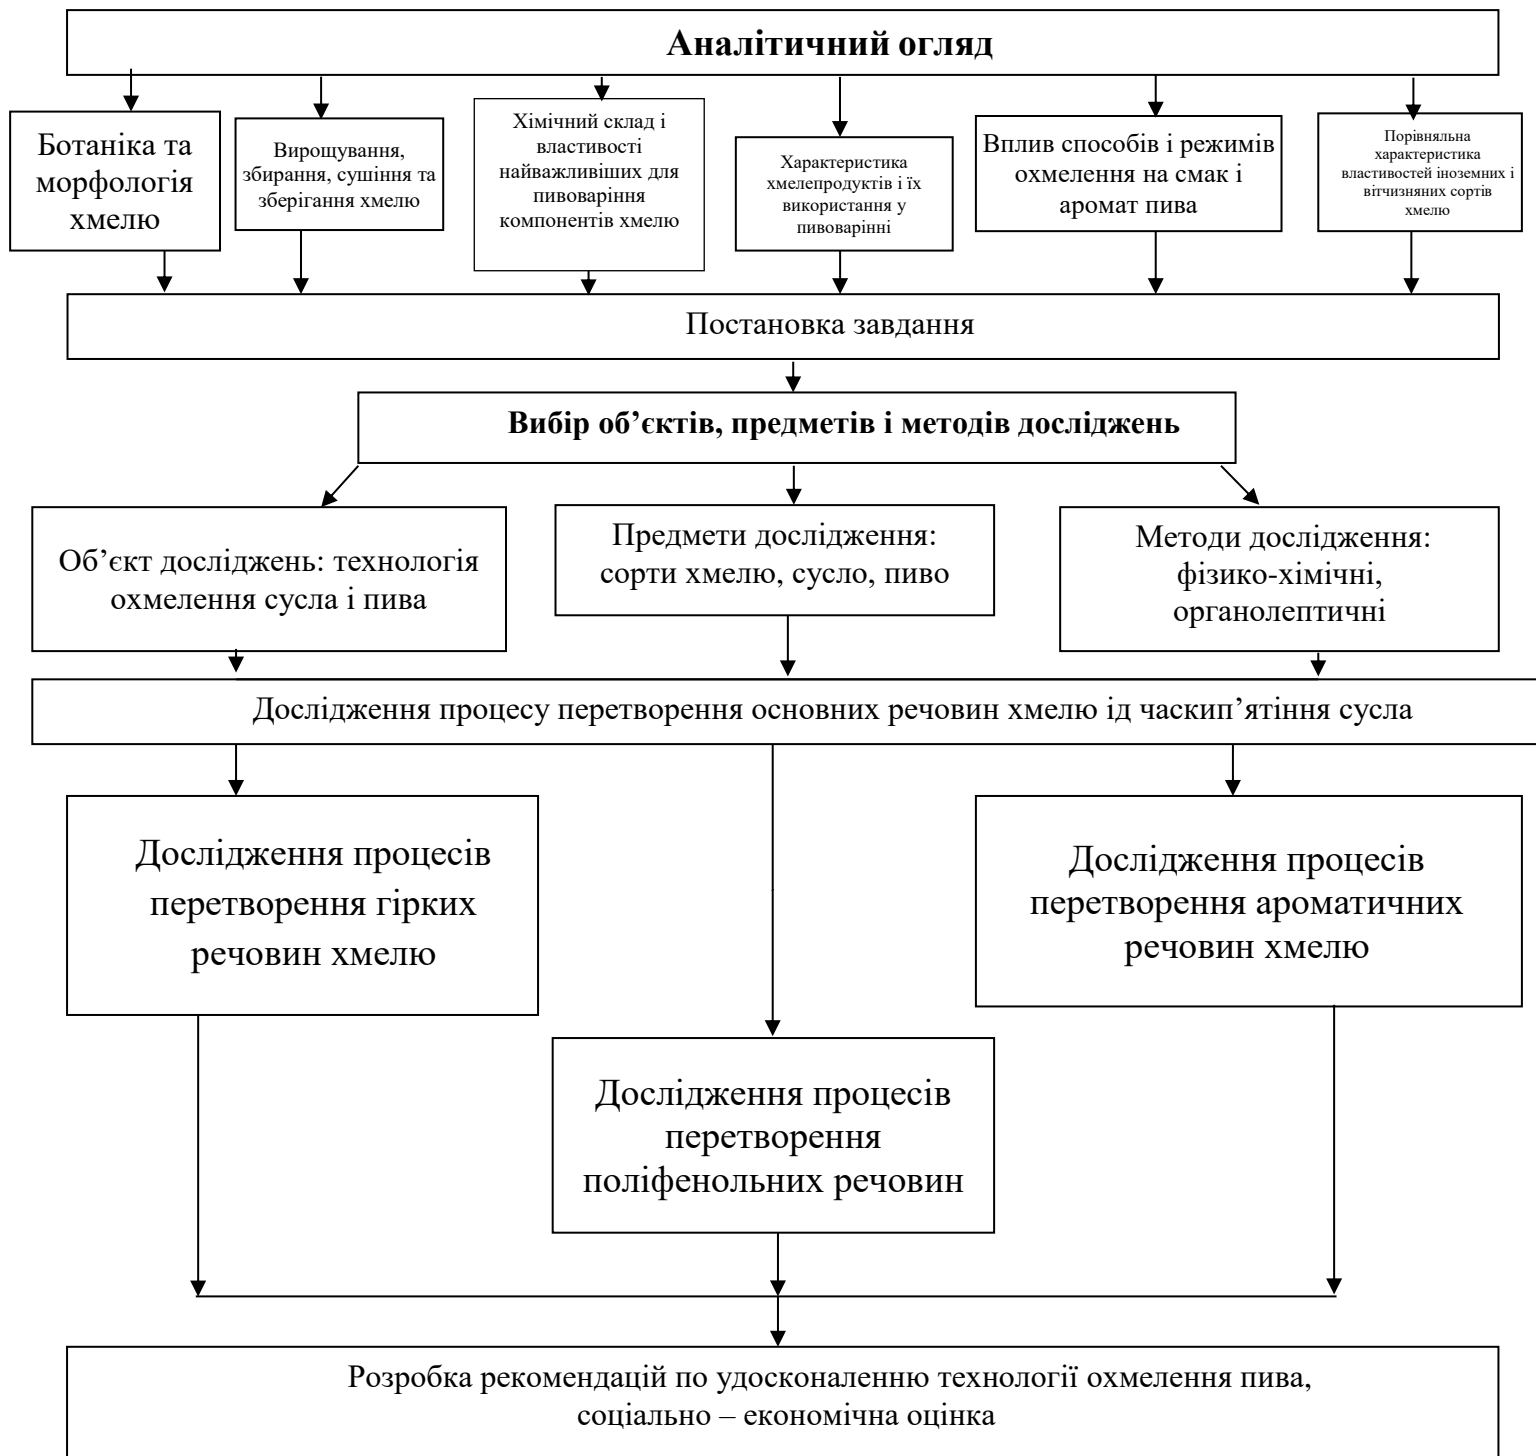 Аналітичний огляд
Ботаніка та
морфологія
хмелю
Вирощування,
збирання, сушіння та
зберігання хмелю
Хімічний склад і
властивості
найважливіших для
пивоваріння
компонентів хмелю
Характеристика
хмелепродуктів і їх
використання у
пивоварінні
Вплив способів і режимів
охмелення на смак і
аромат пива
Порівняльна
характеристика
властивостей іноземних і
вітчизняних сортів
хмелю
Постановка завдання
Вибір об’єктів, предметів і методів досліджень
Об’єкт досліджень: технологія
охмелення сусла і пива
Предмети дослідження:
сорти хмелю, сусло, пиво
Методи дослідження:
фізико-хімічні,
органолептичні
Дослідження процесу перетворення основних речовин хмелю ід часкип’ятіння сусла
Дослідження процесів
перетворення гірких
речовин хмелю
Дослідження процесів
перетворення ароматичних
речовин хмелю
Дослідження процесів
перетворення
поліфенольних речовин
Розробка рекомендацій по удосконаленню технології охмелення пива,
соціально – економічна оцінка